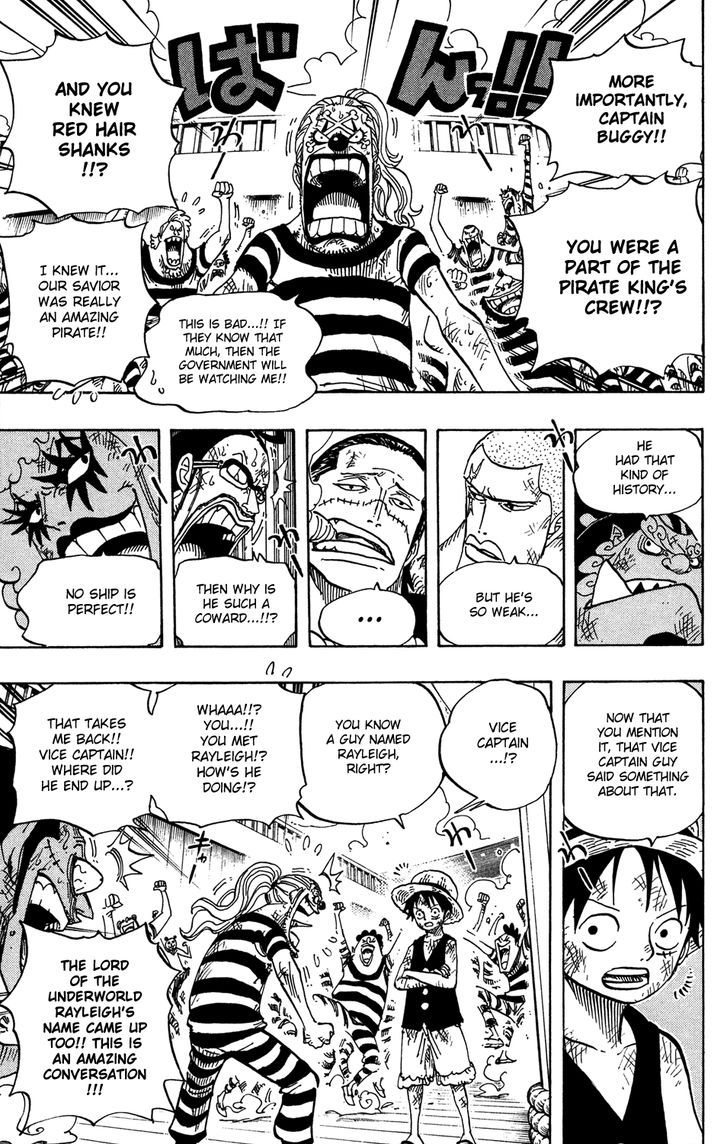 ばんっ!!
MORE
IMPORTANTLY,
CAPTAIN
BUGGY!!
YOU WERE A
PART OF THE
PIRATE KING'S
CREW!!?
AND YOU
KNEW
RED HAIR
SHANKS
!!?
I KNEW IT...
OUR SAVIOR
WAS REALLY
AN AMAZING
PIRATE!!
THIS IS BAD...!! IF
THEY KNOW THAT
MUCH, THEN THE
GOVERNMENT WILL
BE WATCHING ME!!
HE
HAD THAT
KIND OF
HISTORY...
BUT HE'S
SO WEAK...
...
THEN WHY IS
HE SUCH A
COWARD...!!?
NO SHIP IS
PERFECT!!
NOW THAT
YOU MENTION
IT, THAT VICE
CAPTAIN GUY
SAID SOMETHING
ABOUT THAT.
VICE
CAPTAIN
...!?
YOU KNOW
A GUY NAMED
RAYLEIGH,
RIGHT?
WHAAA!!?
YOU...!!
YOU MET
RAYLEIGH!?
HOW'S HE
DOING!?
THAT TAKES
ME BACK!!
VICE CAPTAIN!!
WHERE DID
HE END UP...?
THE LORD
OF THE
UNDERWORLD
RAYLEIGH'S
NAME CAME UP
TOO!! THIS IS
AN AMAZING
CONVERSATION
!!!